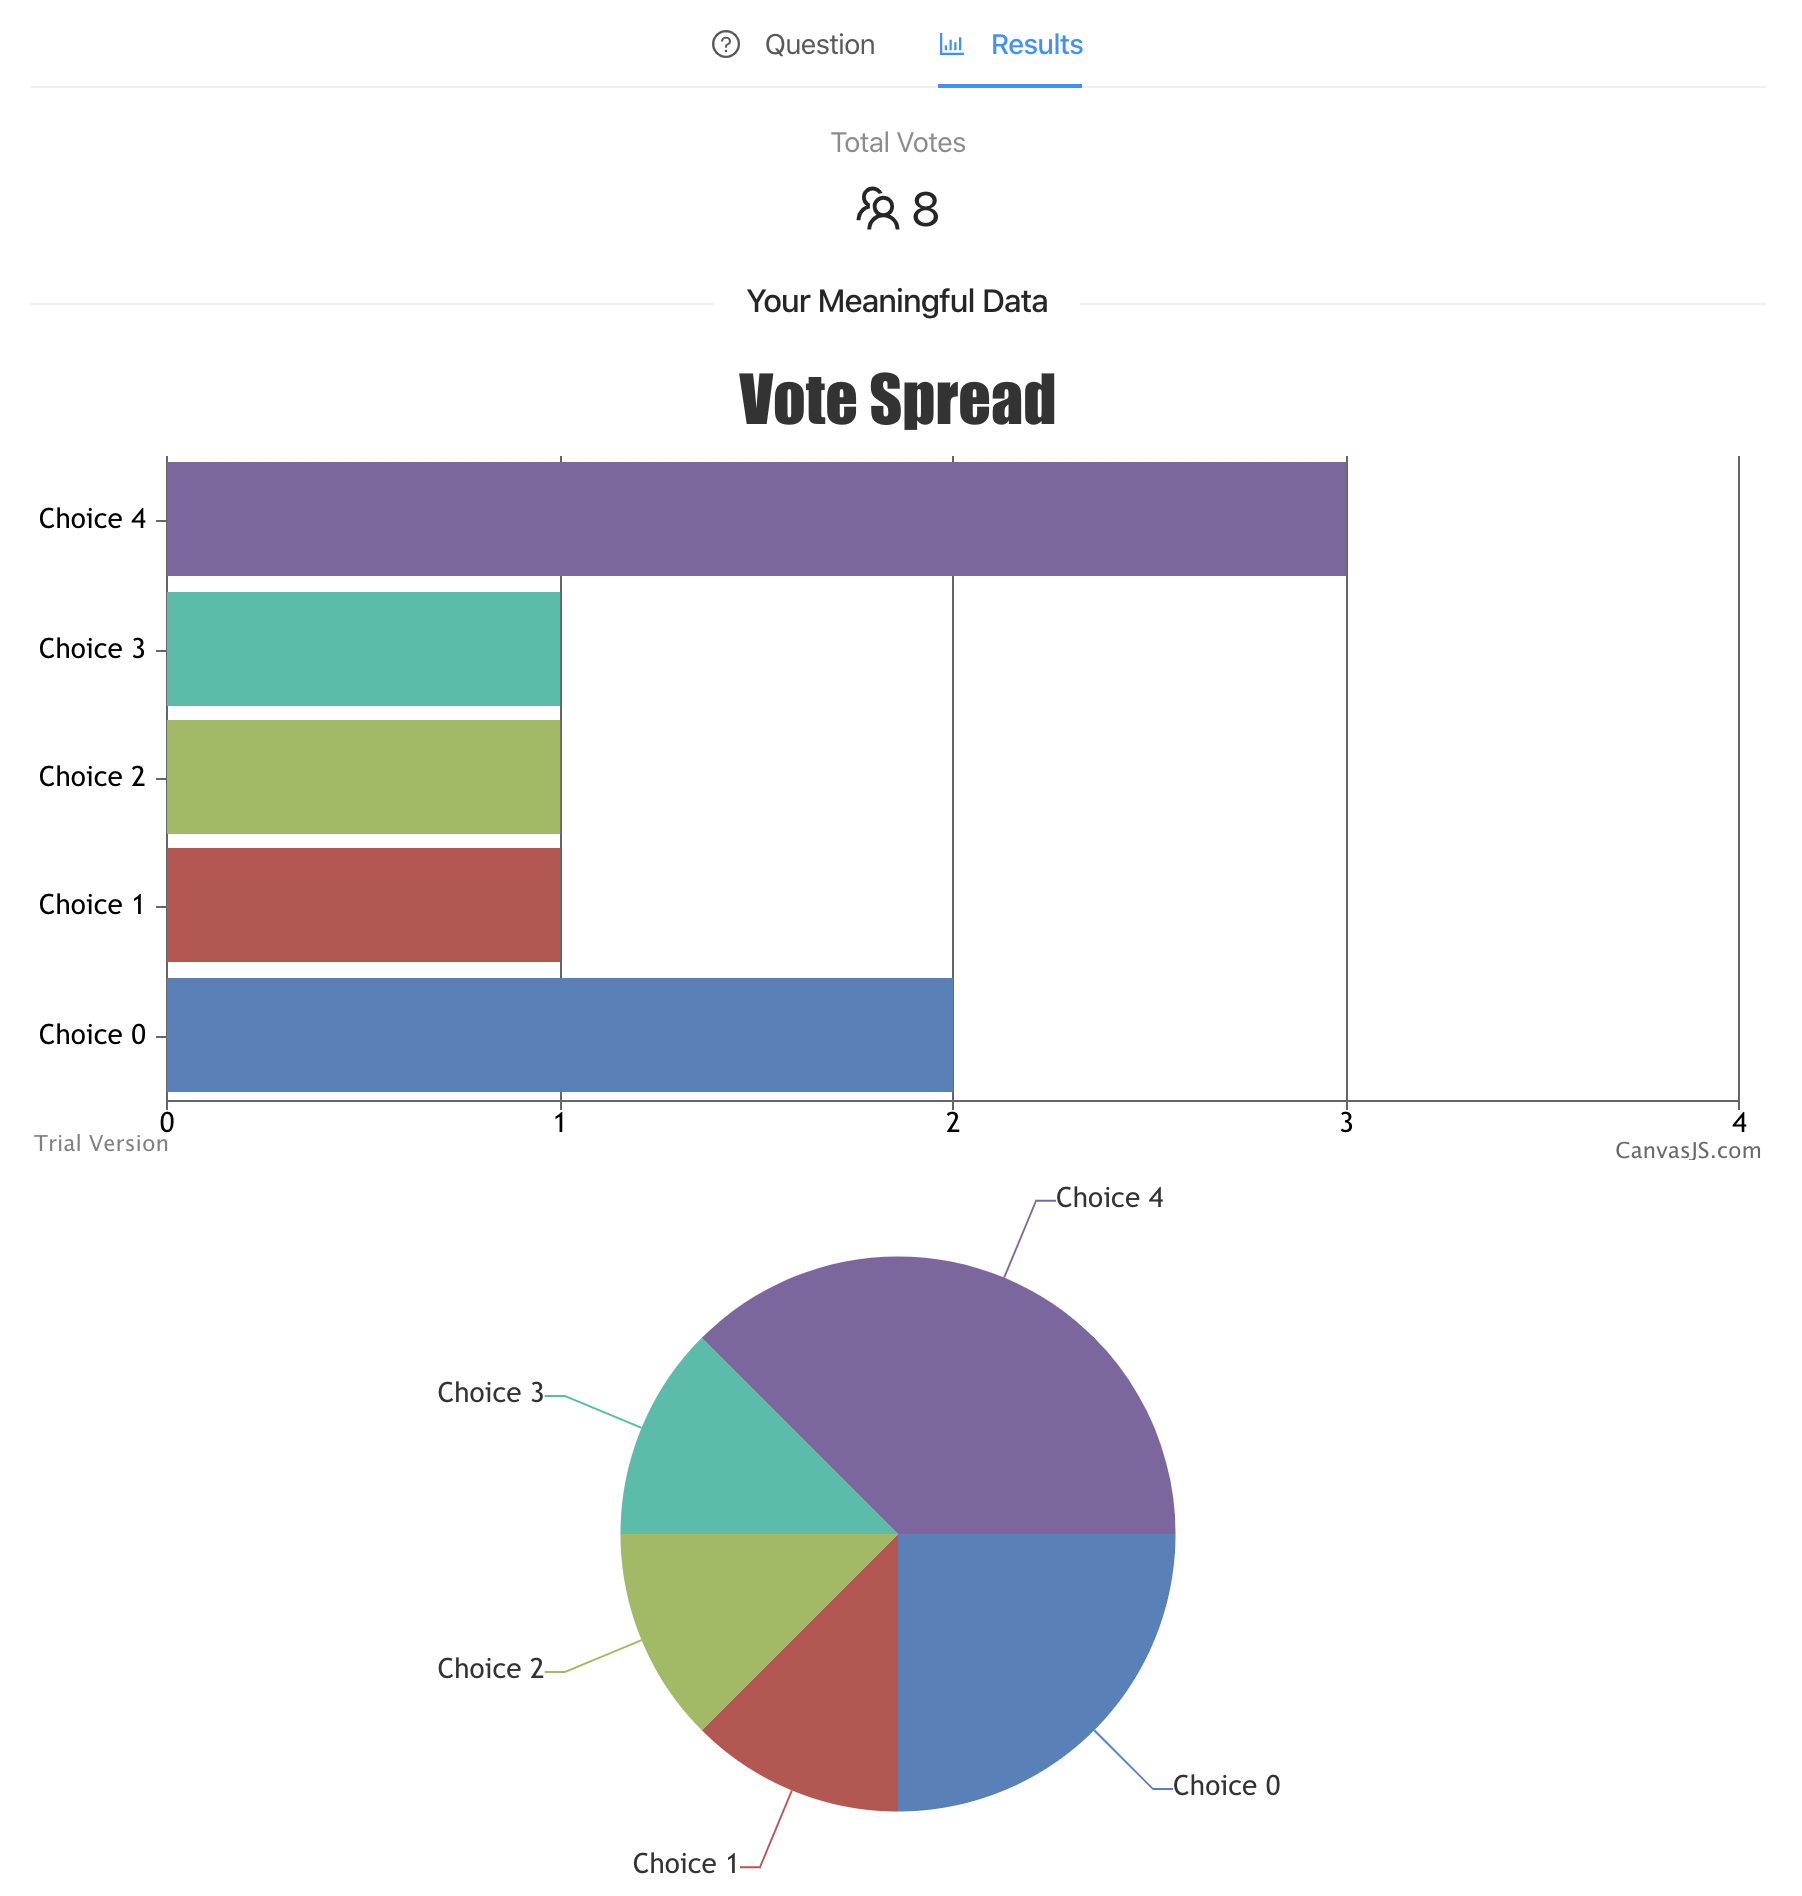 Question Results
Total Votes
8
Your Meaningful Data
Vote Spread
Choice 4
Choice 3
Choice 2
Choice 1
Choice 0
0 1 2 3 4
Trial Version
CanvasJS.com
Choice 4
Choice 3
Choice 2
Choice 0
Choice 1